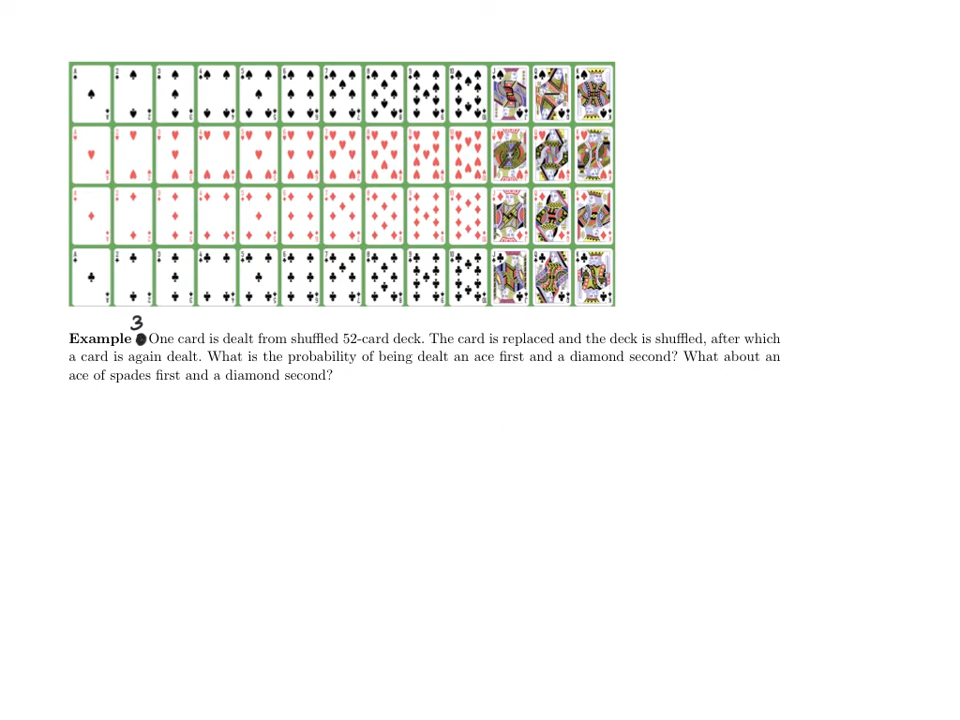 3
Example One card is dealt from shuffled 52-card deck. The card is replaced and the deck is shuffled, after which
a card is again dealt. What is the probability of being dealt an ace first and a diamond second? What about an
ace of spades first and a diamond second?